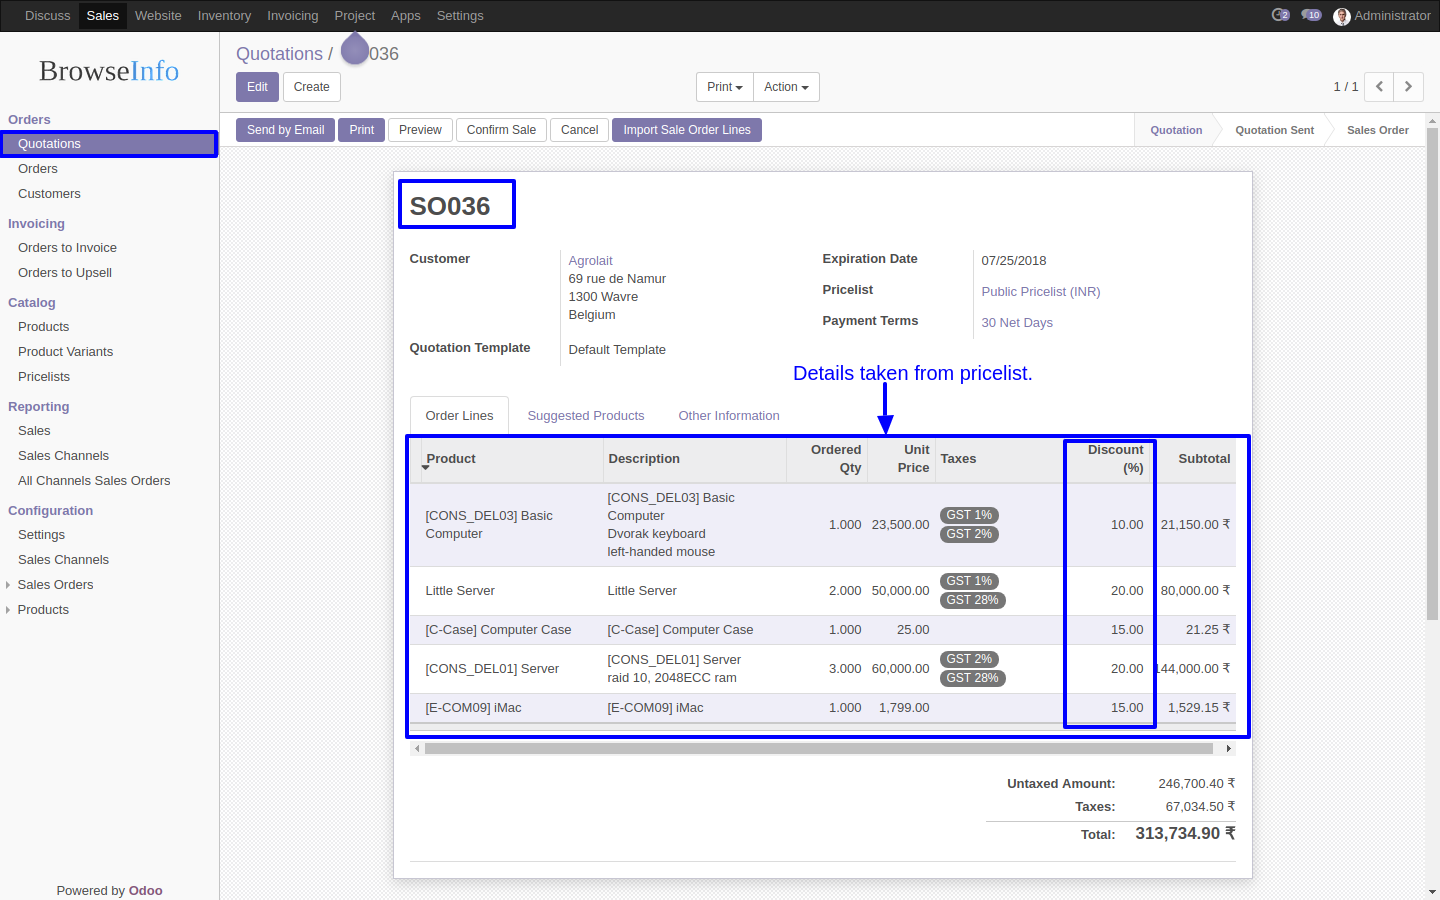 Discuss Sales Website Inventory Invoicing Project Apps Settings 2 10 Administrator
BrowseInfo
Orders
Quotations
Orders
Customers
Invoicing
Orders to Invoice
Orders to Upsell
Catalog
Products
Product Variants
Pricelists
Reporting
Sales
Sales Channels
All Channels Sales Orders
Configuration
Settings
Sales Channels
Sales Orders
Products
Powered by Odoo
Quotations / 036
Edit Create Print Action 1 / 1
Send by Email Print Preview Confirm Sale Cancel Import Sale Order Lines Quotation Quotation Sent Sales Order
SO036
Customer Agrolait
69 rue de Namur
1300 Wavre
Belgium
Quotation Template Default Template
Expiration Date 07/25/2018
Pricelist Public Pricelist (INR)
Payment Terms 30 Net Days
Details taken from pricelist.
Order Lines Suggested Products Other Information
Product Description Ordered Qty Unit Price Taxes Discount (%) Subtotal
[CONS_DEL03] Basic Computer [CONS_DEL03] Basic Computer Dvorak keyboard left-handed mouse 1.000 23,500.00 GST 1% GST 2% 10.00 21,150.00 ₹
Little Server Little Server 2.000 50,000.00 GST 1% GST 28% 20.00 80,000.00 ₹
[C-Case] Computer Case [C-Case] Computer Case 1.000 25.00 15.00 21.25 ₹
[CONS_DEL01] Server [CONS_DEL01] Server raid 10, 2048ECC ram 3.000 60,000.00 GST 2% GST 28% 20.00 144,000.00 ₹
[E-COM09] iMac [E-COM09] iMac 1.000 1,799.00 15.00 1,529.15 ₹
Untaxed Amount: 246,700.40 ₹
Taxes: 67,034.50 ₹
Total: 313,734.90 ₹